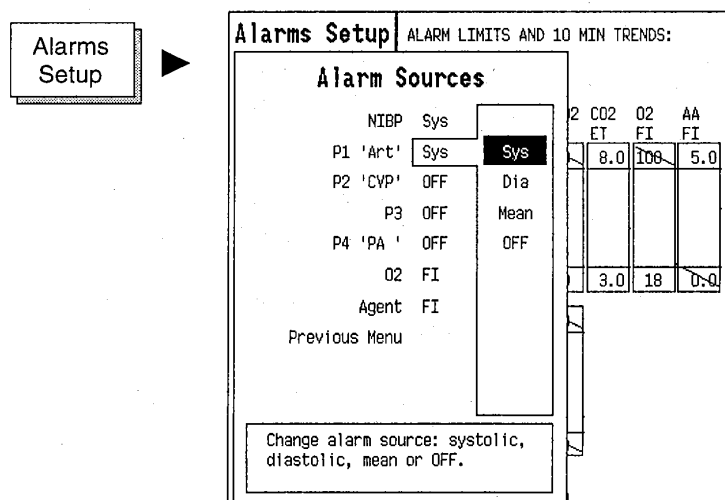 Alarms
Setup
Alarms Setup
ALARM LIMITS AND 10 MIN TRENDS:
Alarm Sources
NIBP Sys
P1 'Art' Sys
P2 'CVP' OFF
P3 OFF
P4 'PA ' OFF
O2 FI
Agent FI
Previous Menu
Sys
Dia
Mean
OFF
2 CO2 O2 AA
ET FI FI
8.0 100 5.0
3.0 18 0.0
Change alarm source: systolic,
diastolic, mean or OFF.